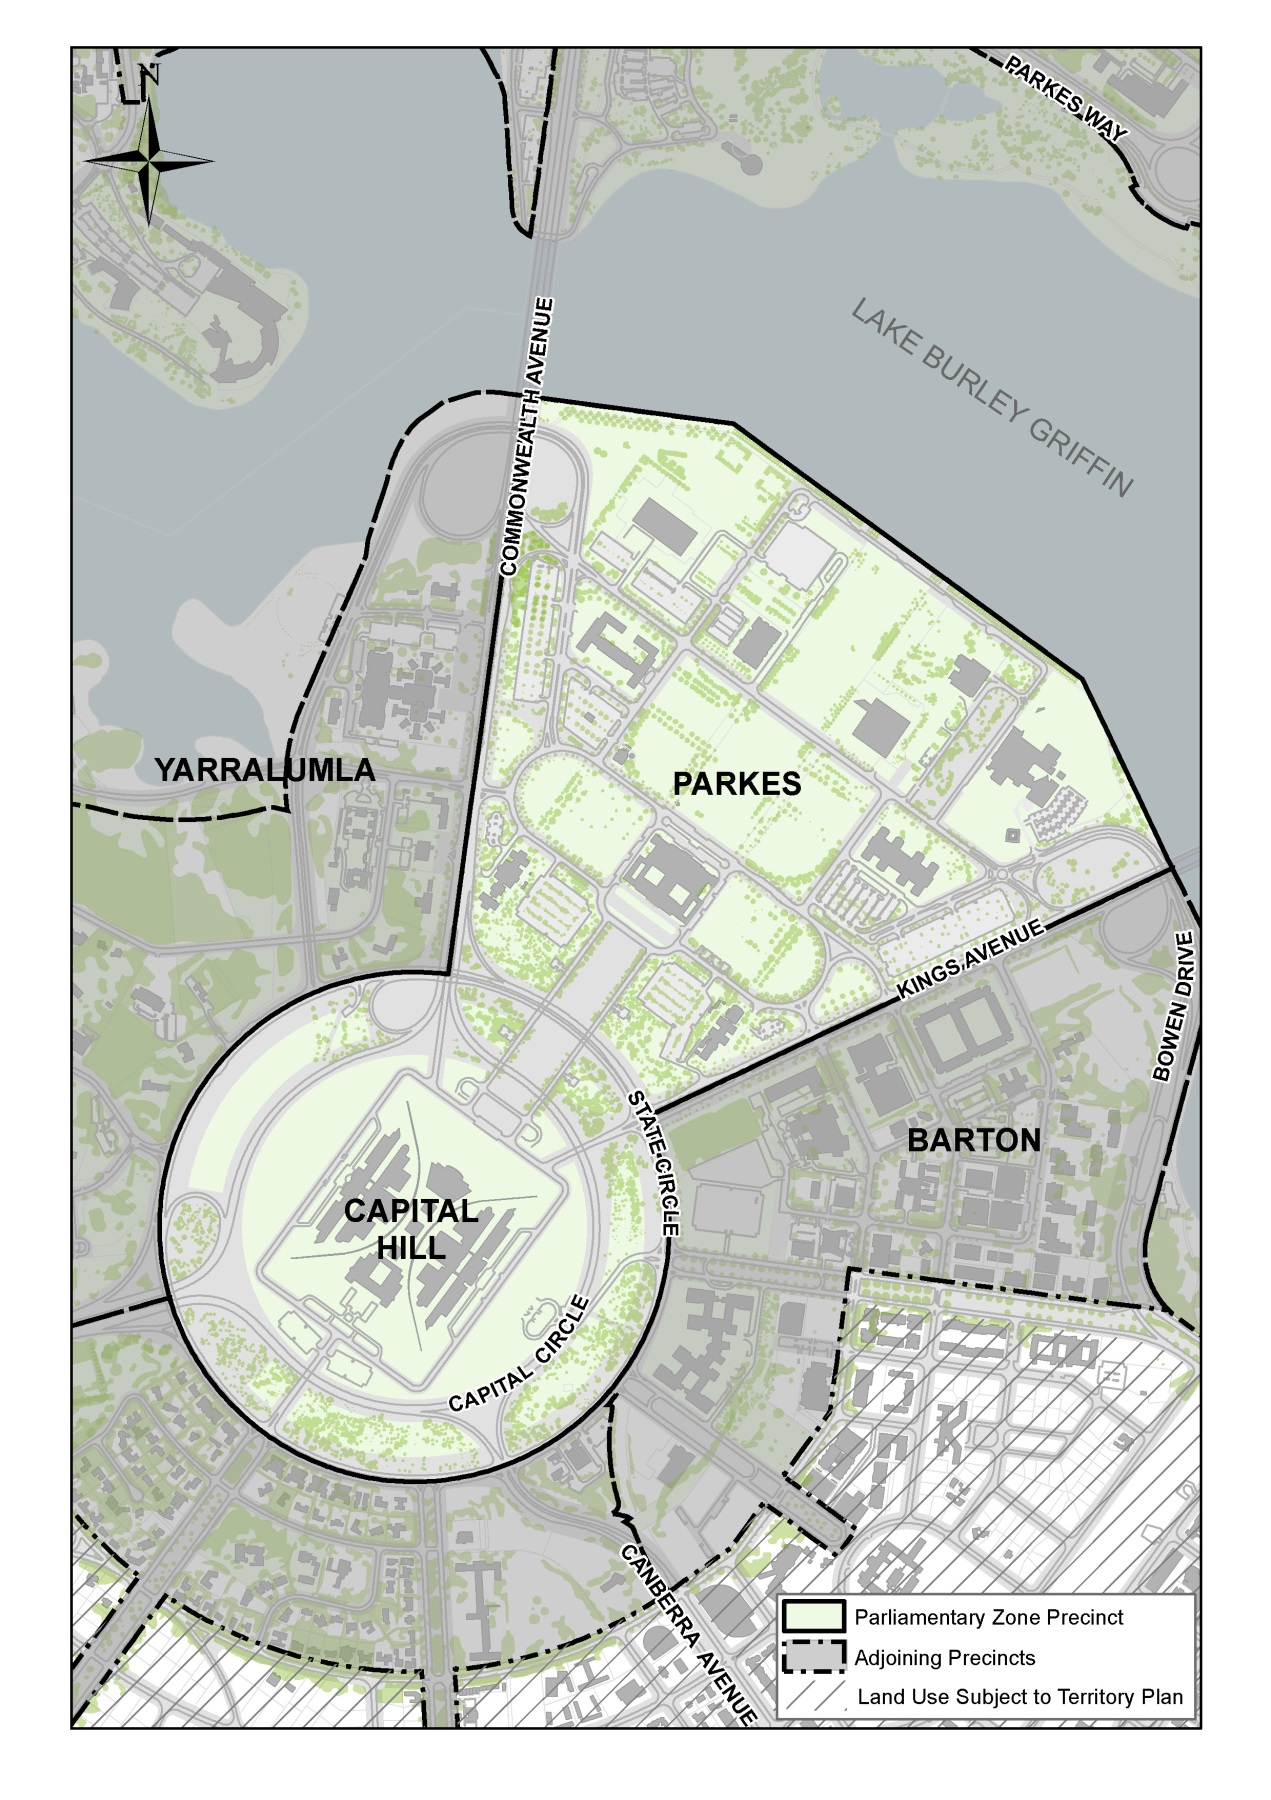 N
PARKES WAY
COMMONWEALTH AVENUE
LAKE BURLEY GRIFFIN
YARRALUMLA
PARKES
KINGS AVENUE
BOWEN DRIVE
STATE CIRCLE
BARTON
CAPITAL
HILL
CAPITAL CIRCLE
CANBERRA AVENUE
Parliamentary Zone Precinct
Adjoining Precincts
Land Use Subject to Territory Plan